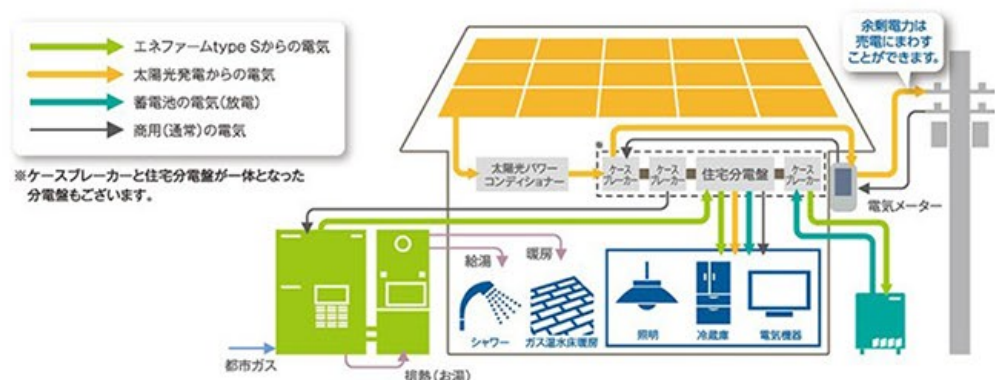 エネファームtype Sからの電気
太陽光発電からの電気
蓄電池の電気(放電)
商用(通常)の電気
※ケースブレーカーと住宅分電盤が一体となった
分電盤もございます。
余剰電力は
売電にまわす
ことができます。
※
太陽光パワー
コンディショナー
ケース
ブレーカー
ケース
ブレーカー
住宅分電盤
ケース
ブレーカー
電気メーター
給湯
暖房
シャワー
ガス温水床暖房
照明
冷蔵庫
電気機器
都市ガス
排熱(お湯)